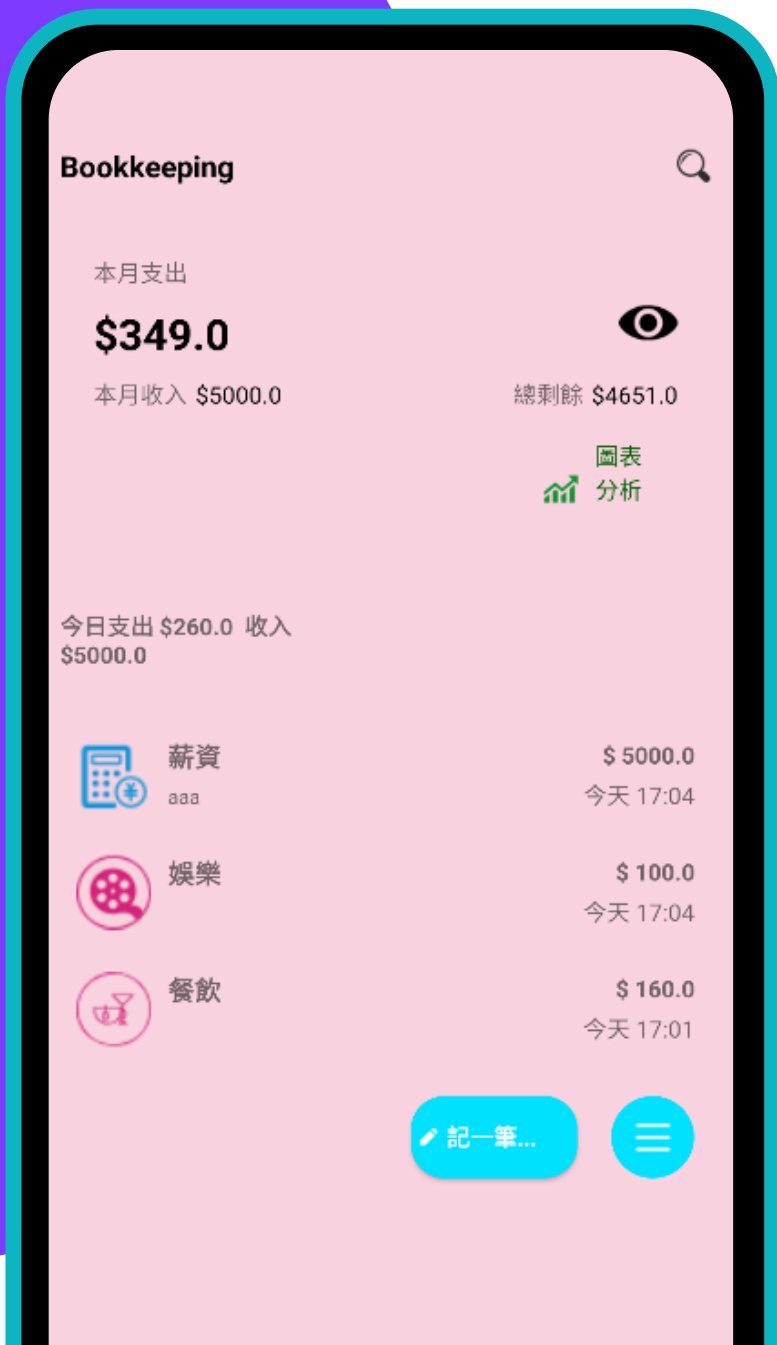 Bookkeeping
本月支出
$349.0
本月收入 $5000.0 總剩餘 $4651.0
圖表
分析
今日支出 $260.0 收入
$5000.0
薪資 $ 5000.0
aaa 今天 17:04
娛樂 $ 100.0
今天 17:04
餐飲 $ 160.0
今天 17:01
記一筆...